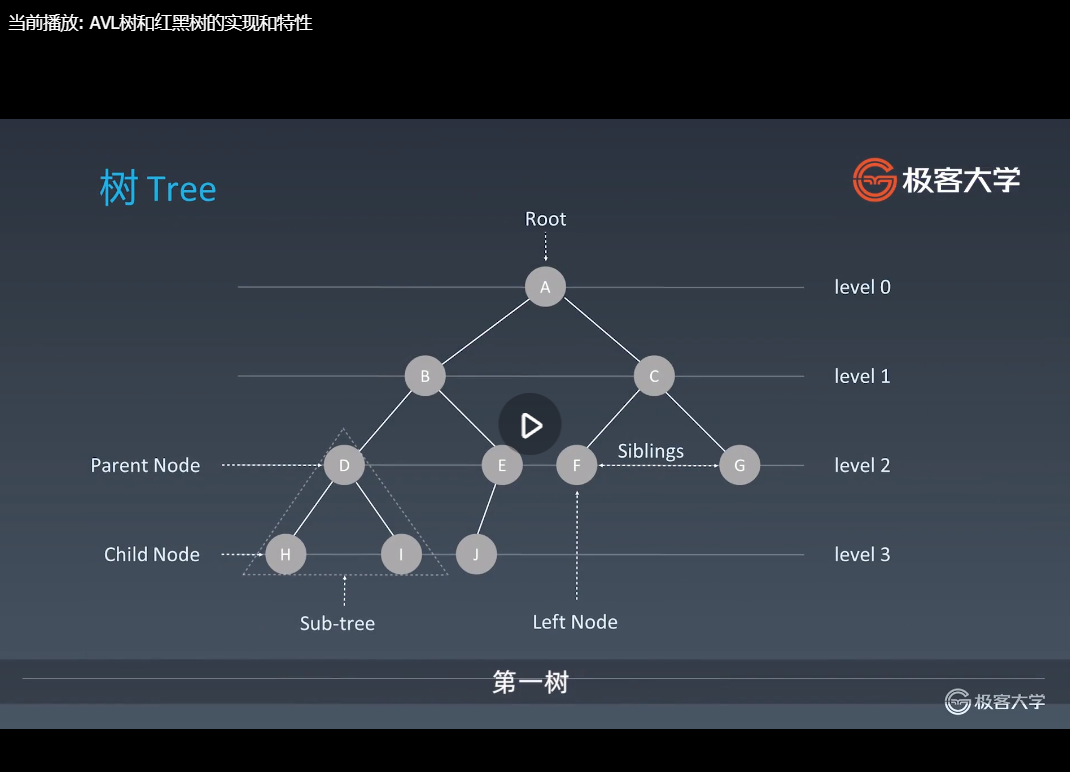 当前播放: AVL树和红黑树的实现和特性
树 Tree
极客大学
Root
A
level 0
B
C
level 1
Parent Node
D
E
F
Siblings
G
level 2
Child Node
H
I
J
level 3
Sub-tree
Left Node
第一树
极客大学